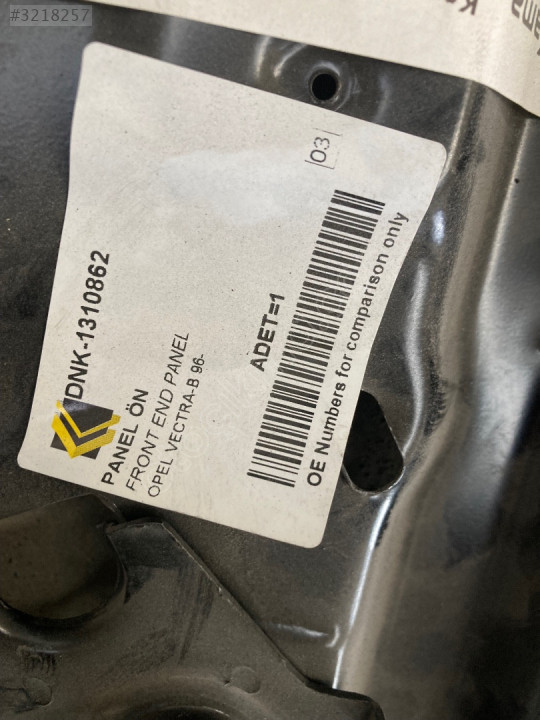 #3218257
DNK-1310862
PANEL ÖN
FRONT END PANEL
OPEL VECTRA-B 96-
ADET=1
03
OE Numbers for comparison only